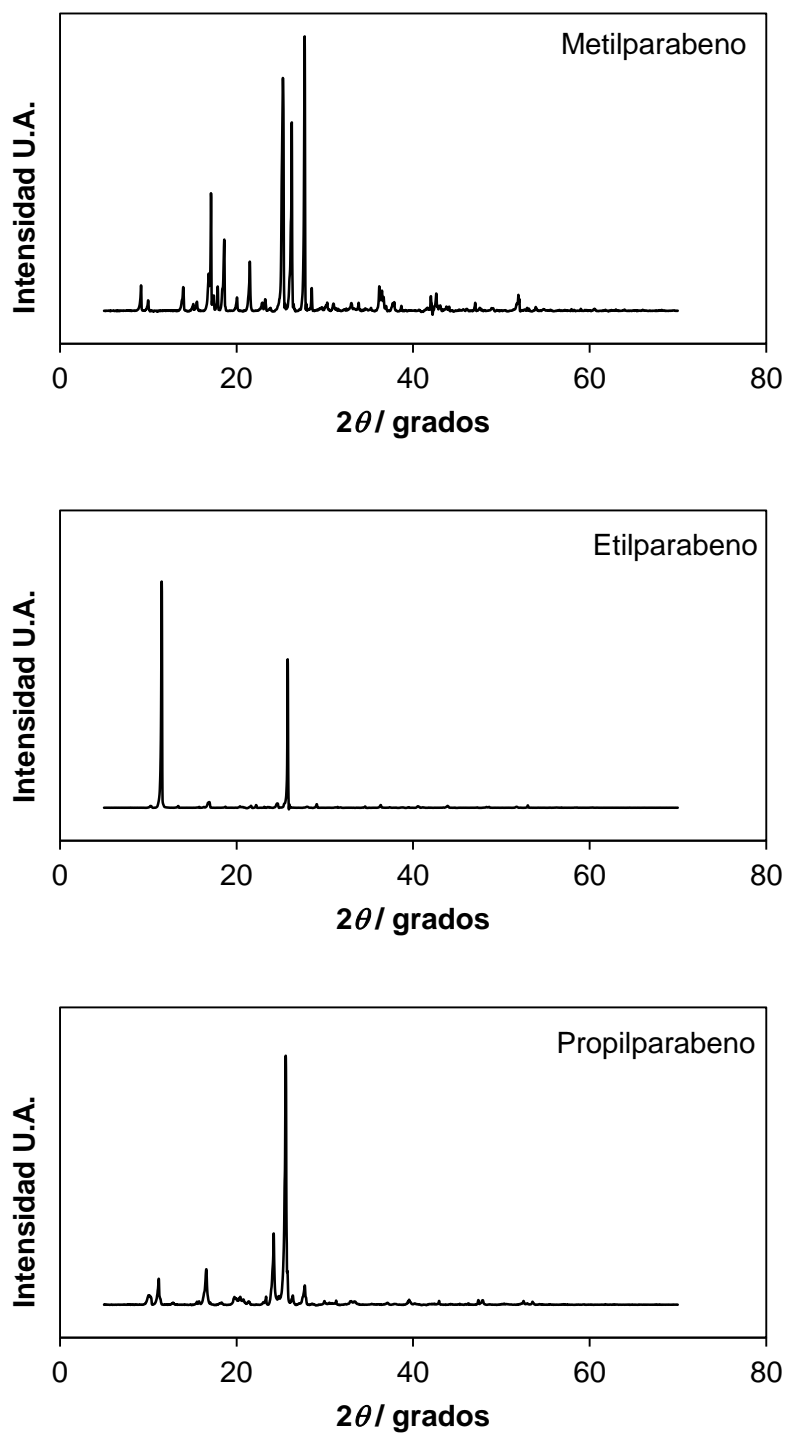 Metilparabeno
Intensidad U.A.
0 20 40 60 80
2θ / grados
Etilparabeno
Intensidad U.A.
0 20 40 60 80
2θ / grados
Propilparabeno
Intensidad U.A.
0 20 40 60 80
2θ / grados